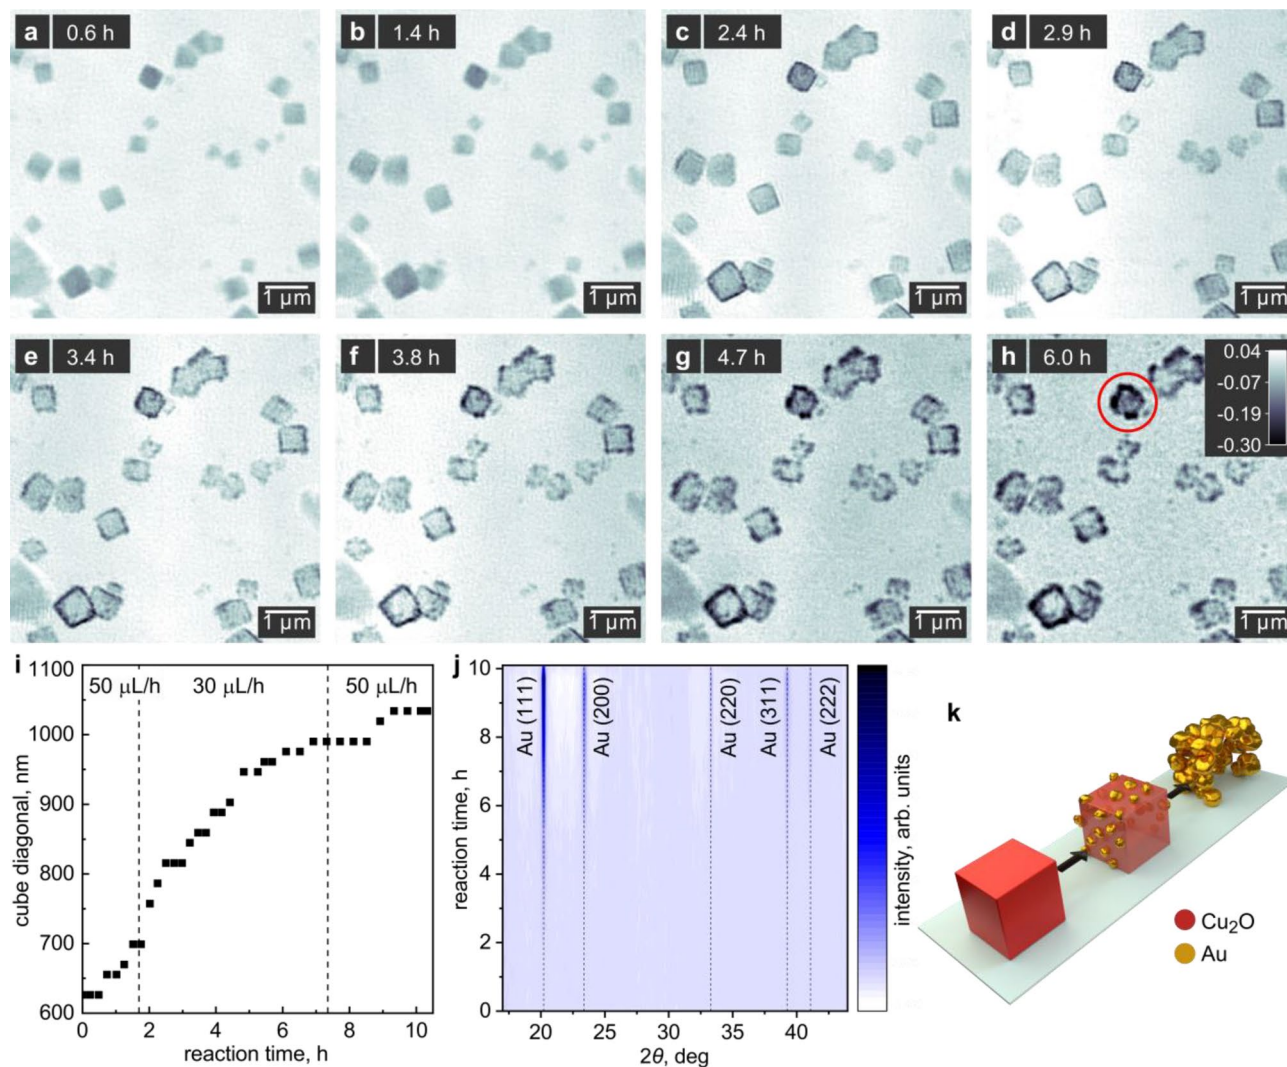 a 0.6 h
1 µm
b 1.4 h
1 µm
c 2.4 h
1 µm
d 2.9 h
1 µm
e 3.4 h
1 µm
f 3.8 h
1 µm
g 4.7 h
1 µm
h 6.0 h
0.04
-0.07
-0.19
-0.30
1 µm
i
1100
1000
900
800
700
600
cube diagonal, nm
50 µL/h
30 µL/h
50 µL/h
0 2 4 6 8 10
reaction time, h
j
10
8
6
4
2
0
reaction time, h
Au (111)
Au (200)
Au (220)
Au (311)
Au (222)
20 25 30 35 40
2θ, deg
intensity, arb. units
k
Cu₂O
Au